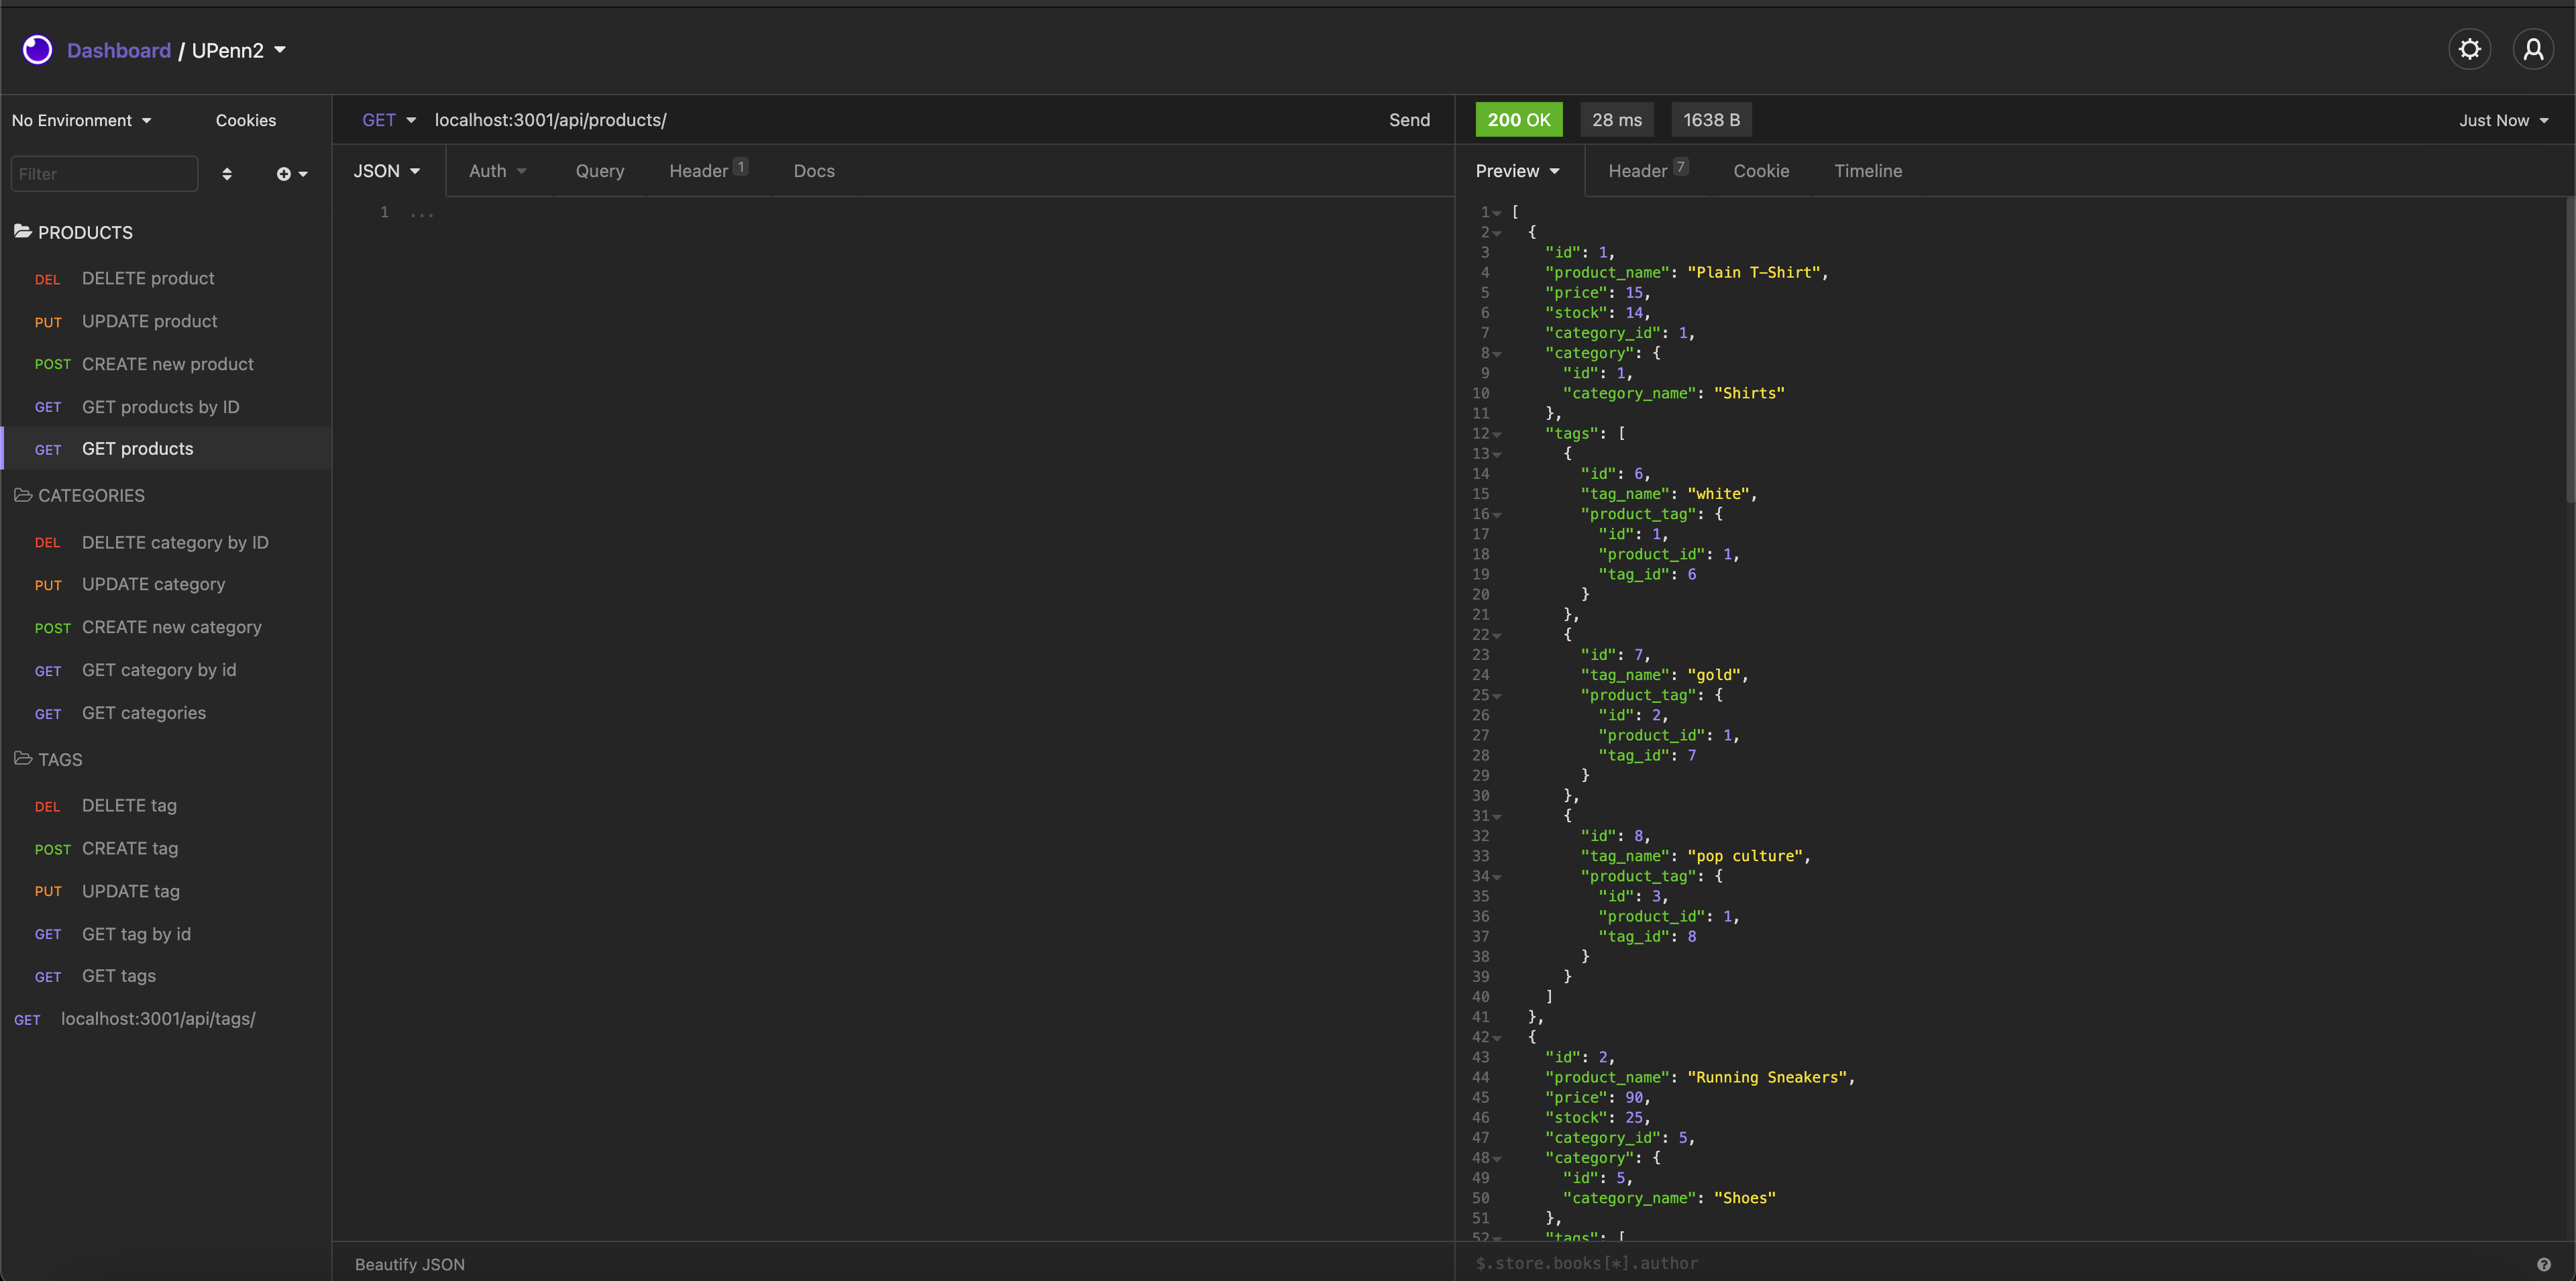 Dashboard / UPenn2
No Environment
Cookies
Filter
PRODUCTS
DEL DELETE product
PUT UPDATE product
POST CREATE new product
GET GET products by ID
GET GET products
CATEGORIES
DEL DELETE category by ID
PUT UPDATE category
POST CREATE new category
GET GET category by id
GET GET categories
TAGS
DEL DELETE tag
POST CREATE tag
PUT UPDATE tag
GET GET tag by id
GET GET tags
GET localhost:3001/api/tags/
GET localhost:3001/api/products/ Send
JSON Auth Query Header 1 Docs
1 ...
Beautify JSON
200 OK 28 ms 1638 B Just Now
Preview Header 7 Cookie Timeline
1 [
2 {
3 "id": 1,
4 "product_name": "Plain T-Shirt",
5 "price": 15,
6 "stock": 14,
7 "category_id": 1,
8 "category": {
9 "id": 1,
10 "category_name": "Shirts"
11 },
12 "tags": [
13 {
14 "id": 6,
15 "tag_name": "white",
16 "product_tag": {
17 "id": 1,
18 "product_id": 1,
19 "tag_id": 6
20 }
21 },
22 {
23 "id": 7,
24 "tag_name": "gold",
25 "product_tag": {
26 "id": 2,
27 "product_id": 1,
28 "tag_id": 7
29 }
30 },
31 {
32 "id": 8,
33 "tag_name": "pop culture",
34 "product_tag": {
35 "id": 3,
36 "product_id": 1,
37 "tag_id": 8
38 }
39 }
40 ]
41 },
42 {
43 "id": 2,
44 "product_name": "Running Sneakers",
45 "price": 90,
46 "stock": 25,
47 "category_id": 5,
48 "category": {
49 "id": 5,
50 "category_name": "Shoes"
51 },
52 "tags": [
$.store.books[*].author